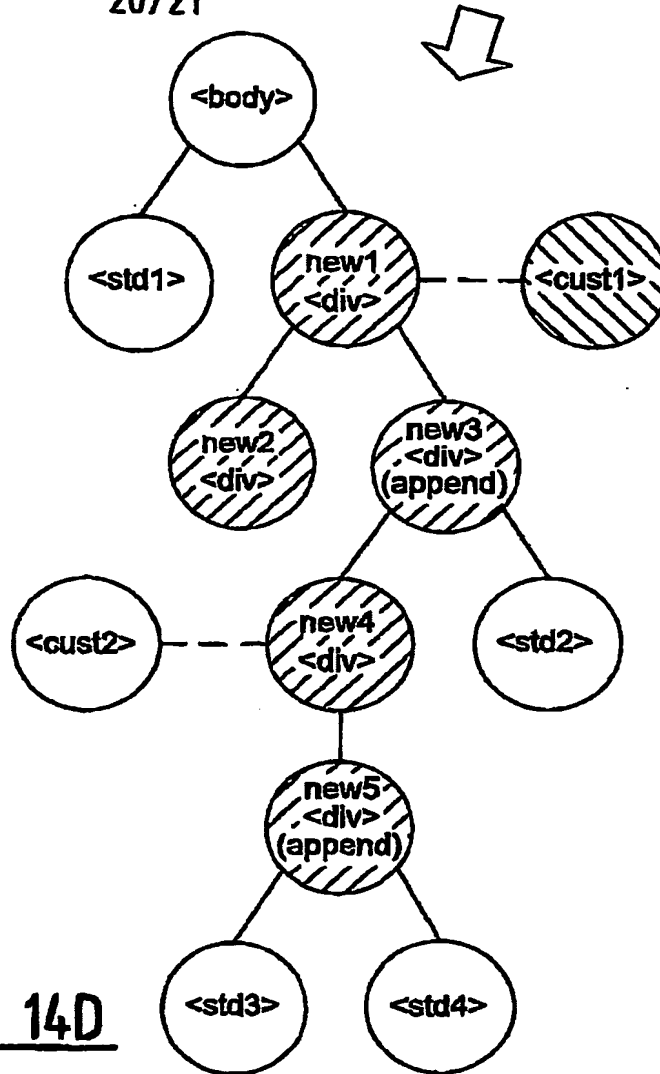 20/21
<body>
<std1>
new1
<div>
<cust1>
new2
<div>
new3
<div>
(append)
<cust2>
new4
<div>
<std2>
new5
<div>
(append)
<std3>
<std4>
14D